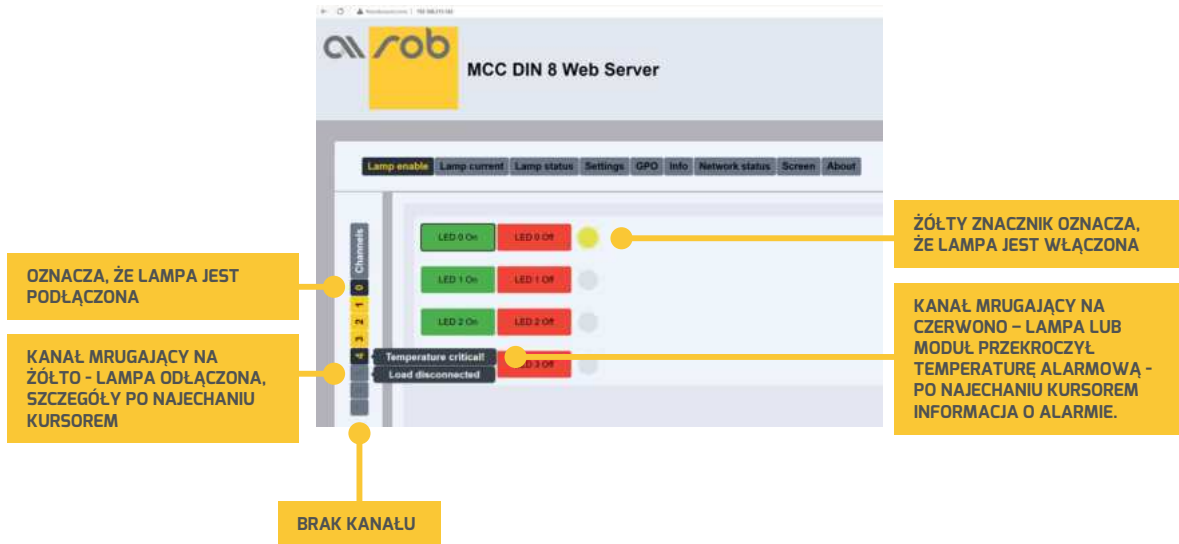 rob
MCC DIN 8 Web Server
Lamp enable Lamp current Lamp status Settings GPO Info Network status Screen About
Channels
0
1
2
3
4
LED 0 On LED 0 Off
LED 1 On LED 1 Off
LED 2 On LED 2 Off
LED 3 Off
Temperature critical!
Load disconnected
OZNACZA, ŻE LAMPA JEST
PODŁĄCZONA
KANAŁ MRUGAJĄCY NA
ŻÓŁTO - LAMPA ODŁĄCZONA,
SZCZEGÓŁY PO NAJECHANIU
KURSOREM
BRAK KANAŁU
ŻÓŁTY ZNACZNIK OZNACZA,
ŻE LAMPA JEST WŁĄCZONA
KANAŁ MRUGAJĄCY NA
CZERWONO – LAMPA LUB
MODUŁ PRZEKROCZYŁ
TEMPERATURĘ ALARMOWĄ -
PO NAJECHANIU KURSOREM
INFORMACJA O ALARMIE.